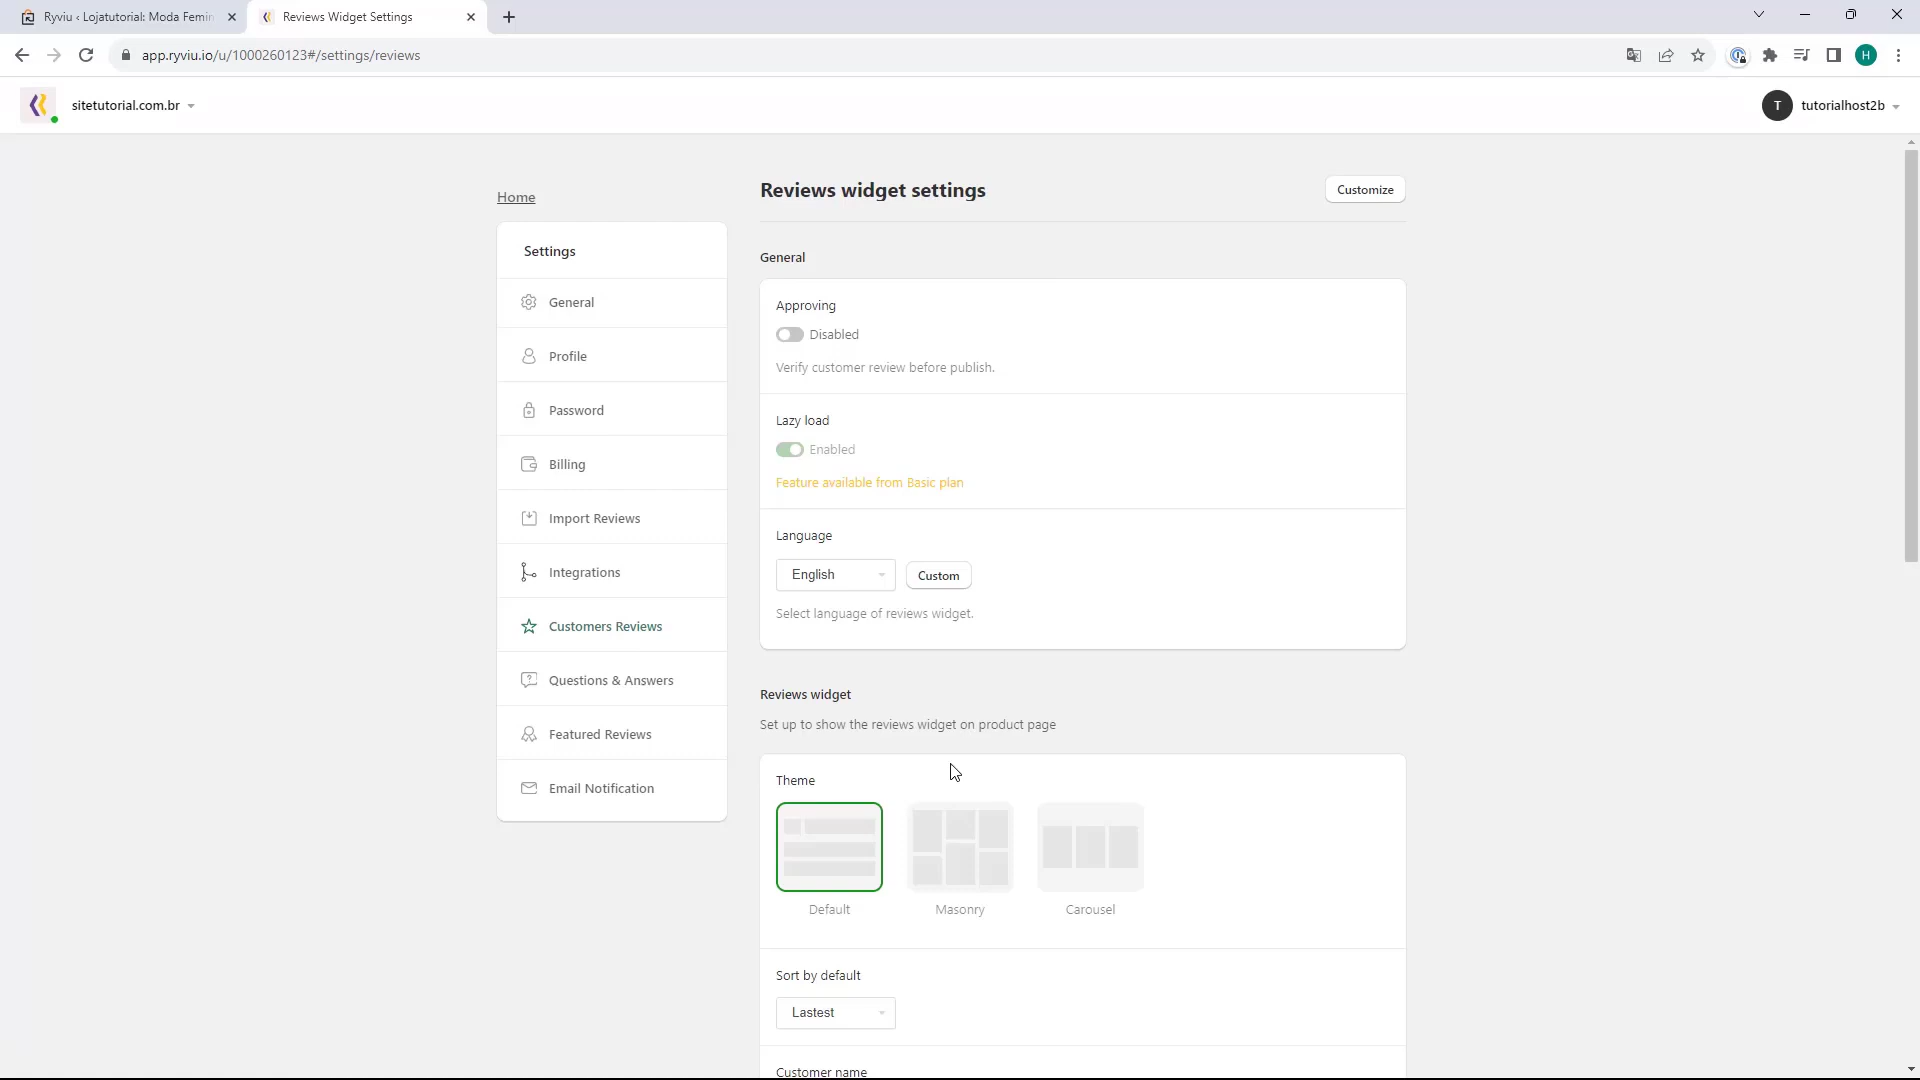 Ryviu ‹ Lojatutorial: Moda Femin
Reviews Widget Settings
app.ryviu.io/u/1000260123#/settings/reviews
H
sitetutorial.com.br
T
tutorialhost2b
Home
Settings
General
Profile
Password
Billing
Import Reviews
Integrations
Customers Reviews
Questions & Answers
Featured Reviews
Email Notification
Reviews widget settings
Customize
General
Approving
Disabled
Verify customer review before publish.
Lazy load
Enabled
Feature available from Basic plan
Language
English
Custom
Select language of reviews widget.
Reviews widget
Set up to show the reviews widget on product page
Theme
Default
Masonry
Carousel
Sort by default
Lastest
Customer name